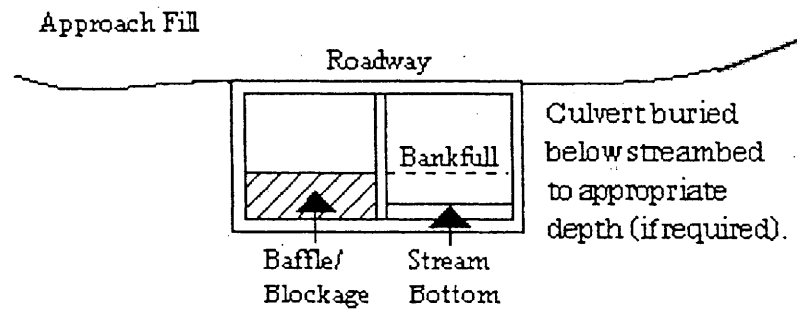 Approach Fill
Roadway
Bankfull
Culvert buried
below streambed
to appropriate
depth (if required).
Baffle/
Blockage
Stream
Bottom